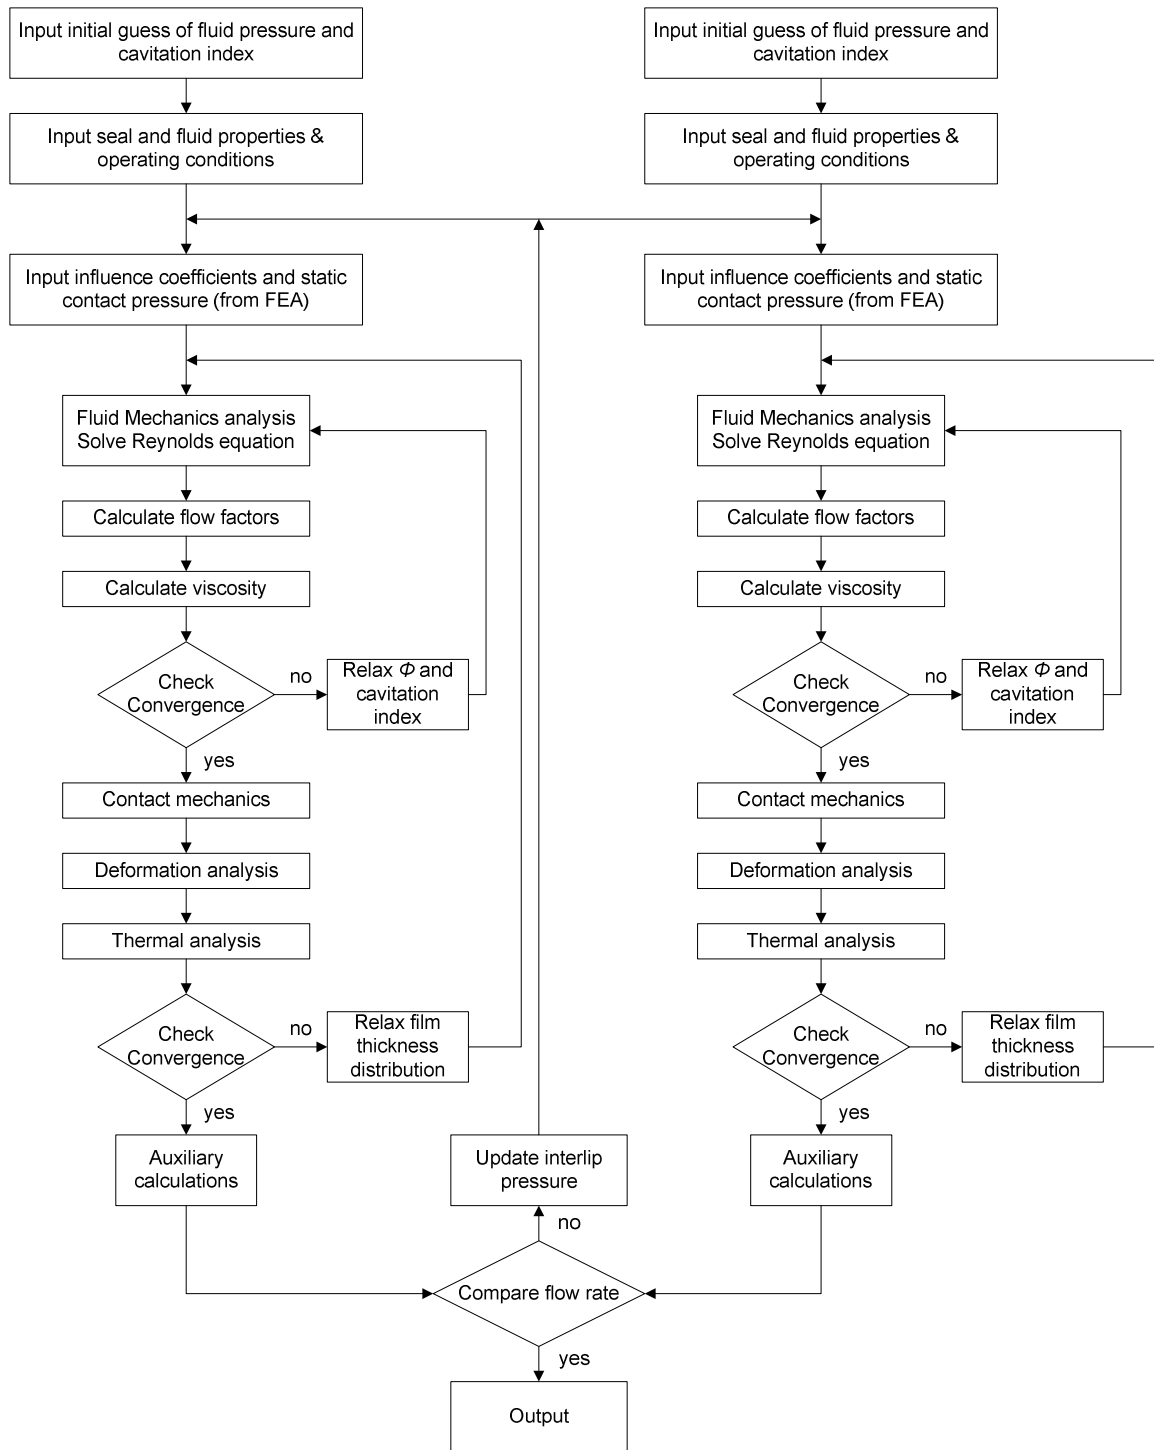 Input initial guess of fluid pressure and
cavitation index
Input seal and fluid properties &
operating conditions
Input influence coefficients and static
contact pressure (from FEA)
Fluid Mechanics analysis
Solve Reynolds equation
Calculate flow factors
Calculate viscosity
Check
Convergence
no
Relax Φ and
cavitation
index
yes
Contact mechanics
Deformation analysis
Thermal analysis
Check
Convergence
no
Relax film
thickness
distribution
yes
Auxiliary
calculations
Input initial guess of fluid pressure and
cavitation index
Input seal and fluid properties &
operating conditions
Input influence coefficients and static
contact pressure (from FEA)
Fluid Mechanics analysis
Solve Reynolds equation
Calculate flow factors
Calculate viscosity
Check
Convergence
no
Relax Φ and
cavitation
index
yes
Contact mechanics
Deformation analysis
Thermal analysis
Check
Convergence
no
Relax film
thickness
distribution
yes
Auxiliary
calculations
Update interlip
pressure
no
Compare flow rate
yes
Output